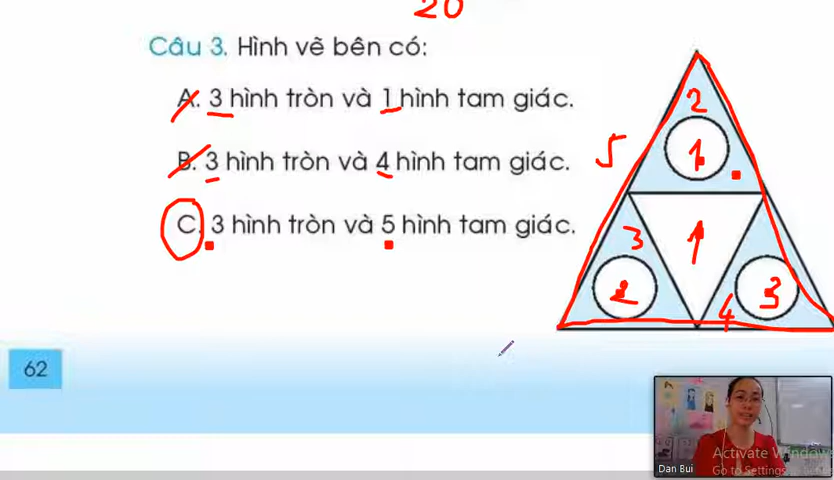 20
Câu 3. Hình vẽ bên có:
A. 3 hình tròn và 1 hình tam giác.
B. 3 hình tròn và 4 hình tam giác.
C. 3 hình tròn và 5 hình tam giác.
2
5
1
3
1
2
3
4
62
Dan Bui
Activate Windows
Go to Settings to